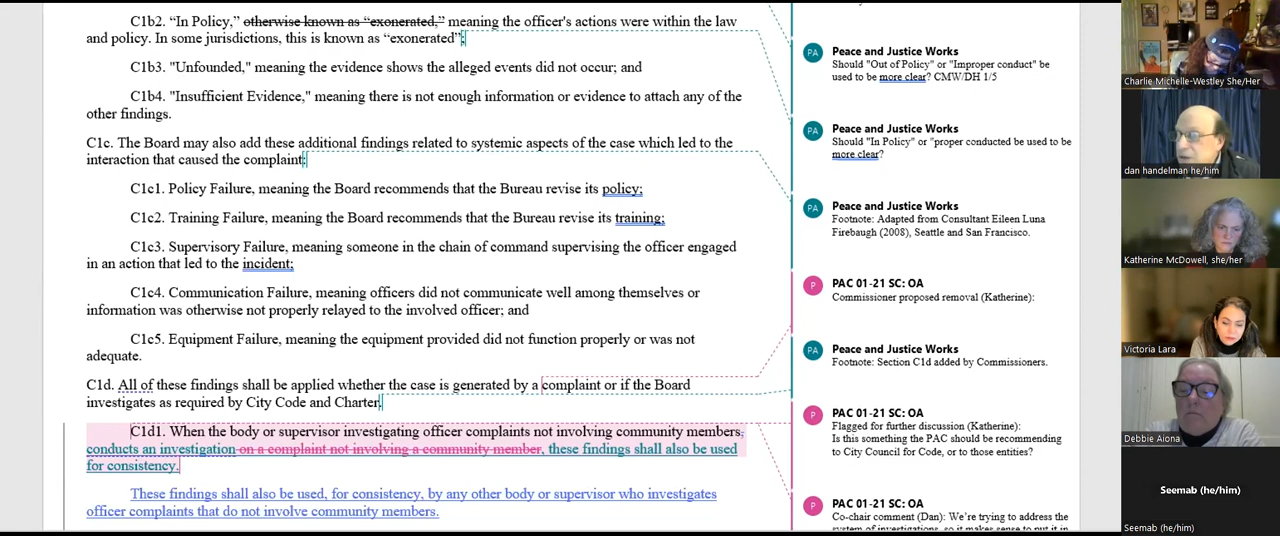 C1b2. “In Policy,” otherwise known as “exonerated,” meaning the officer's actions were within the law
and policy. In some jurisdictions, this is known as “exonerated”;
C1b3. "Unfounded," meaning the evidence shows the alleged events did not occur; and
C1b4. "Insufficient Evidence," meaning there is not enough information or evidence to attach any of the
other findings.
C1c. The Board may also add these additional findings related to systemic aspects of the case which led to the
interaction that caused the complaint:
C1c1. Policy Failure, meaning the Board recommends that the Bureau revise its policy;
C1c2. Training Failure, meaning the Board recommends that the Bureau revise its training;
C1c3. Supervisory Failure, meaning someone in the chain of command supervising the officer engaged
in an action that led to the incident;
C1c4. Communication Failure, meaning officers did not communicate well among themselves or
information was otherwise not properly relayed to the involved officer; and
C1c5. Equipment Failure, meaning the equipment provided did not function properly or was not
adequate.
C1d. All of these findings shall be applied whether the case is generated by a complaint or if the Board
investigates as required by City Code and Charter.
C1d1. When the body or supervisor investigating officer complaints not involving community members,
conducts an investigation on a complaint not involving a community member, these findings shall also be used
for consistency.
These findings shall also be used, for consistency, by any other body or supervisor who investigates
officer complaints that do not involve community members.
PA Peace and Justice Works
Should "Out of Policy" or "Improper conduct" be
used to be more clear? CMW/DH 1/5
PA Peace and Justice Works
Should "In Policy" or "proper conducted be used to be
more clear?
PA Peace and Justice Works
Footnote: Adapted from Consultant Eileen Luna
Firebaugh (2008), Seattle and San Francisco.
P PAC 01-21 SC: OA
Commissioner proposed removal (Katherine):
PA Peace and Justice Works
Footnote: Section C1d added by Commissioners.
P PAC 01-21 SC: OA
Flagged for further discussion (Katherine):
Is this something the PAC should be recommending
to City Council for Code, or to those entities?
P PAC 01-21 SC: OA
Co-chair comment (Dan): We’re trying to address the
system of investigations, so it makes sense to put it in
Charlie Michelle-Westley She/Her
dan handelman he/him
Katherine McDowell, she/her
Victoria Lara
Debbie Aiona
Seemab (he/him)
Seemab (he/him)